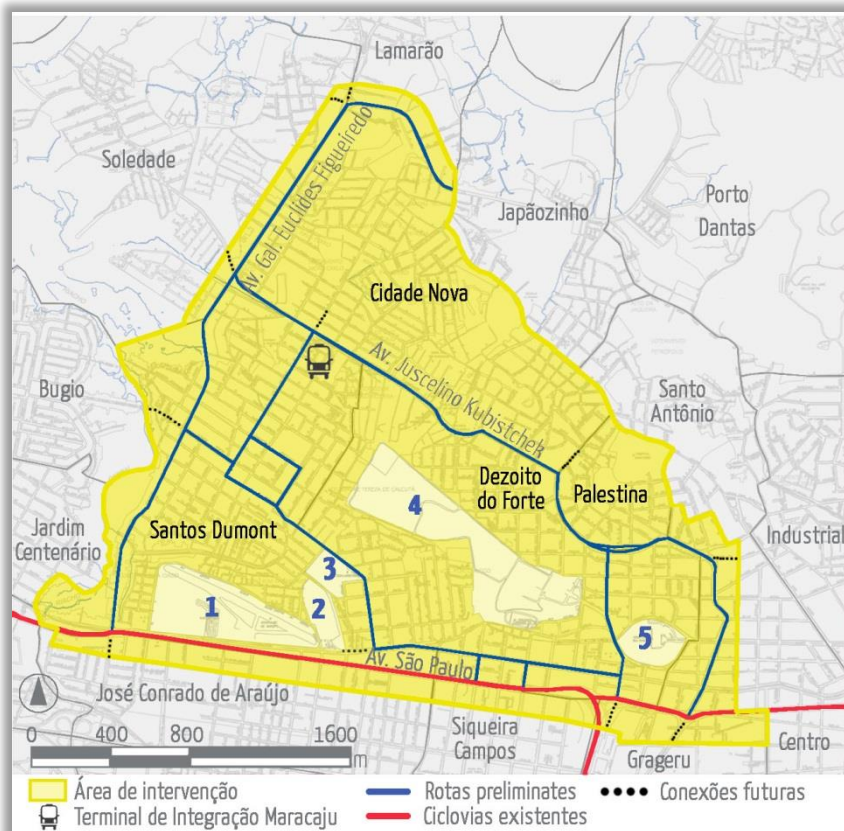 Lamarão
Soledade
Av. Gal. Euclides Figueiredo
Porto
Dantas
Japãozinho
Cidade Nova
Av. Juscelino Kubistchek
Bugio
Santo
Antônio
Dezoito
do Forte
Palestina
4
Santos Dumont
Jardim
Centenário
Industrial
3
1
2
5
Av. São Paulo
José Conrado de Araújo
Siqueira
Campos
Grageru
Centro
0 400 800 1600
m
Área de intervenção
Rotas preliminates
Conexões futuras
Terminal de Integração Maracaju
Ciclovias existentes